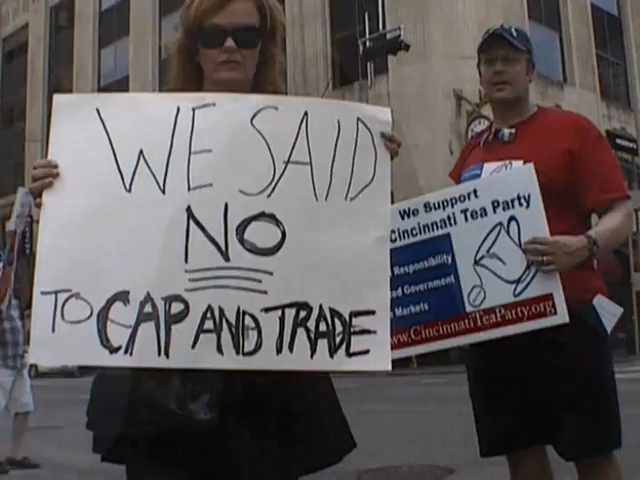 WE SAID
NO
TO CAP AND TRADE
We Support
Cincinnati Tea Party
Responsibility
Government
Markets
www.CincinnatiTeaParty.org